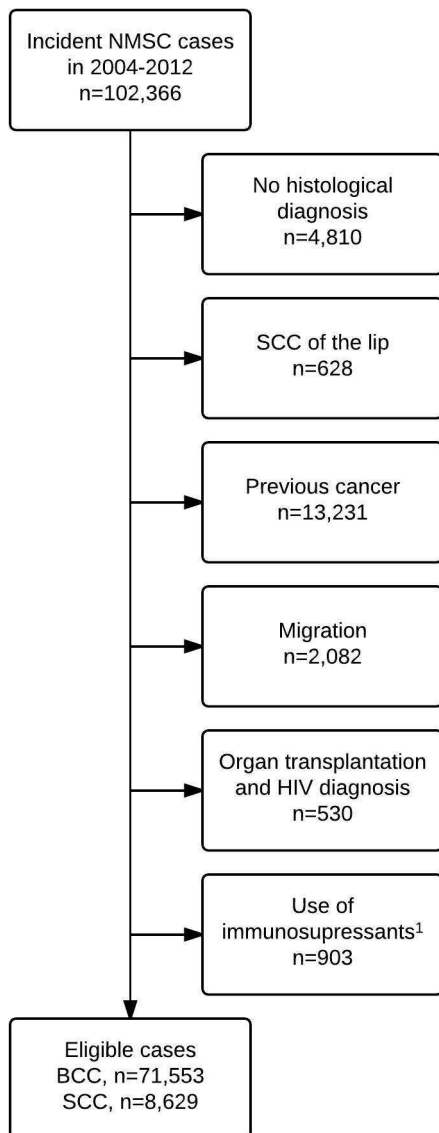 Incident NMSC cases
in 2004-2012
n=102,366
No histological
diagnosis
n=4,810
SCC of the lip
n=628
Previous cancer
n=13,231
Migration
n=2,082
Organ transplantation
and HIV diagnosis
n=530
Use of
immunosupressants¹
n=903
Eligible cases
BCC, n=71,553
SCC, n=8,629